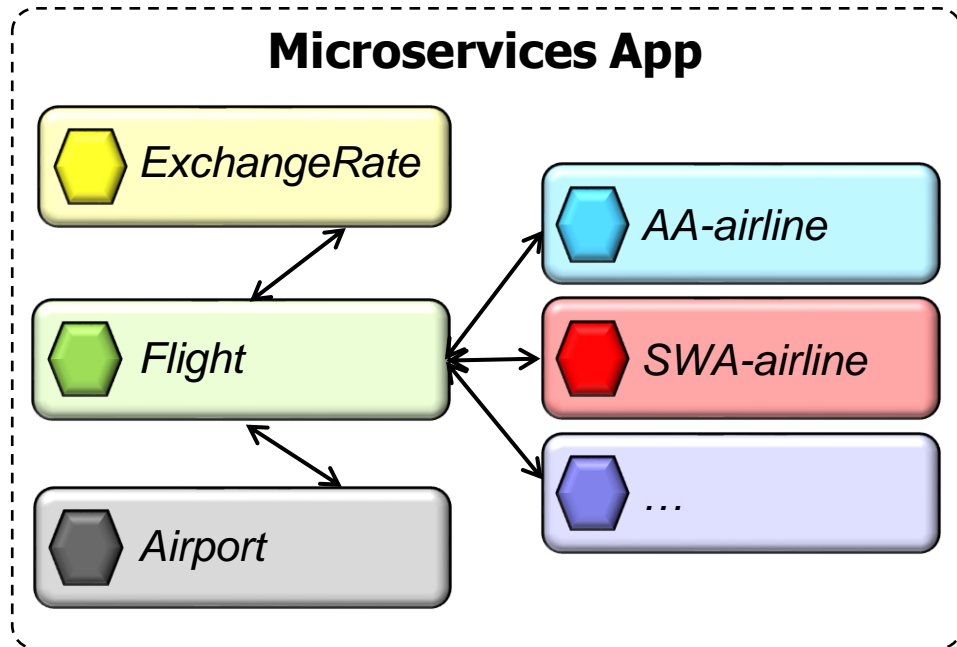 Microservices App
ExchangeRate
AA-airline
Flight
SWA-airline
Airport
…